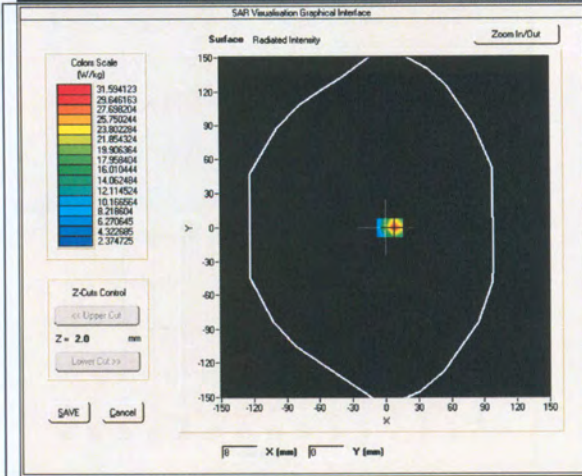 SAR Visualisation Graphical Interface
Surface Radiated Intensity
Zoom In/Out
Colors Scale
(W/kg)
31.594123
29.646163
27.698204
25.750244
23.802284
21.854324
19.906364
17.958404
16.010444
14.062484
12.114524
10.166564
8.218604
6.270645
4.322685
2.374725
Z-Cuts Control
<< Upper Cut
Z = 2.0 mm
Lower Cut >>
SAVE
Cancel
150
120
90
60
30
0
-30
-60
-90
-120
-150
Y
-150 -120 -90 -60 -30 0 30 60 90 120 150
X
8 X (mm) 0 Y (mm)